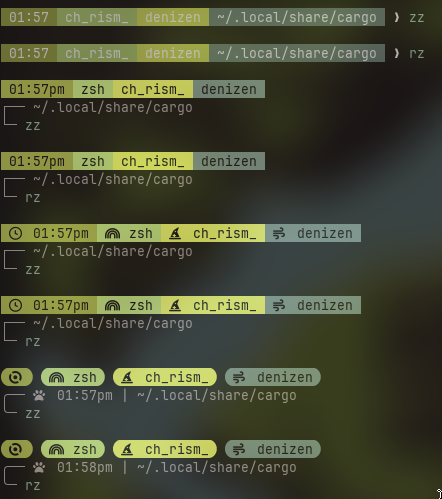 01:57 ch_rism_ denizen ~/.local/share/cargo ❯ zz
01:57 ch_rism_ denizen ~/.local/share/cargo ❯ rz
01:57pm zsh ch_rism_ denizen
~/.local/share/cargo
zz
01:57pm zsh ch_rism_ denizen
~/.local/share/cargo
rz
01:57pm zsh ch_rism_ denizen
~/.local/share/cargo
zz
01:57pm zsh ch_rism_ denizen
~/.local/share/cargo
rz
zsh ch_rism_ denizen
01:57pm | ~/.local/share/cargo
zz
zsh ch_rism_ denizen
01:58pm | ~/.local/share/cargo
rz